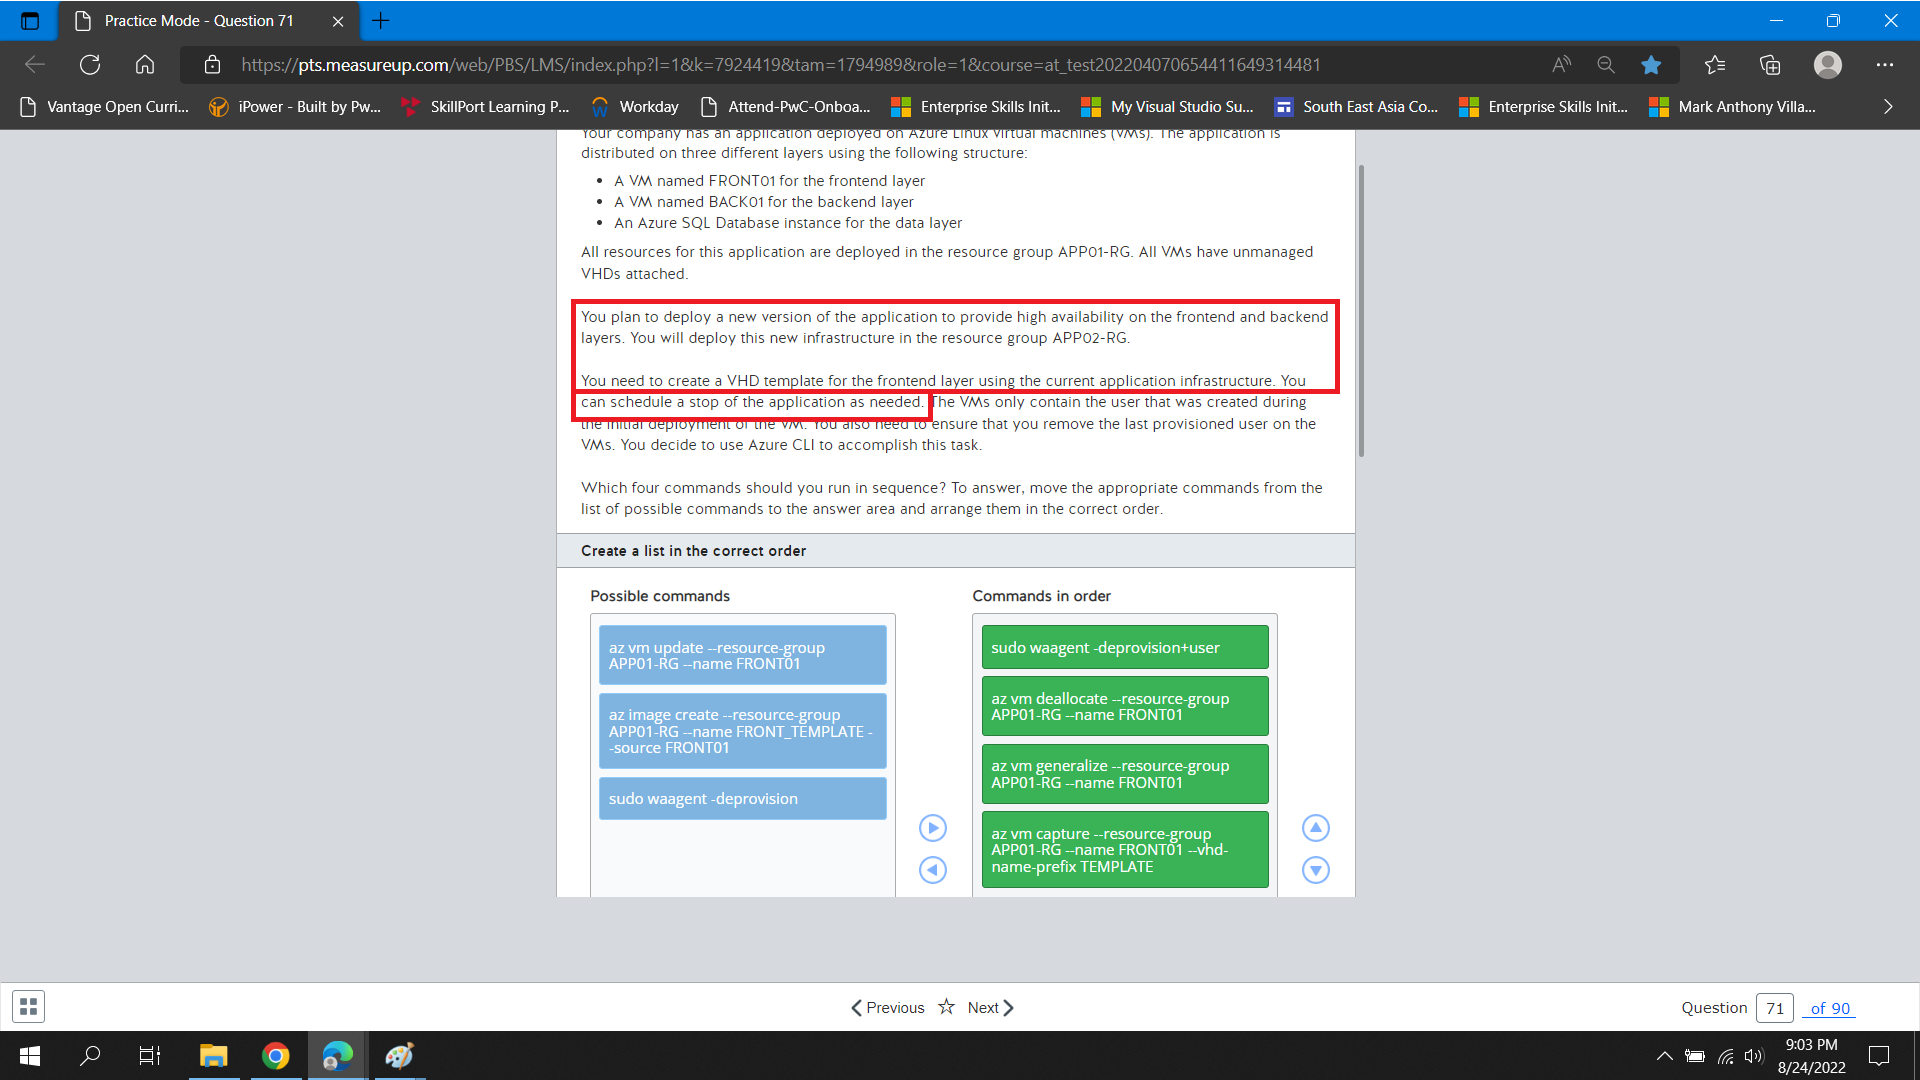 Practice Mode - Question 71
https://pts.measureup.com/web/PBS/LMS/index.php?l=1&k=7924419&tam=1794989&role=1&course=at_test202204070654411649314481
Vantage Open Curri...
iPower - Built by Pw...
SkillPort Learning P...
Workday
Attend-PwC-Onboa...
Enterprise Skills Init...
My Visual Studio Su...
South East Asia Co...
Enterprise Skills Init...
Mark Anthony Villa...
Your company has an application deployed on Azure Linux virtual machines (VMs). The application is
distributed on three different layers using the following structure:
• A VM named FRONT01 for the frontend layer
• A VM named BACK01 for the backend layer
• An Azure SQL Database instance for the data layer
All resources for this application are deployed in the resource group APP01-RG. All VMs have unmanaged
VHDs attached.
You plan to deploy a new version of the application to provide high availability on the frontend and backend
layers. You will deploy this new infrastructure in the resource group APP02-RG.
You need to create a VHD template for the frontend layer using the current application infrastructure. You
can schedule a stop of the application as needed. The VMs only contain the user that was created during
the initial deployment of the VM. You also need to ensure that you remove the last provisioned user on the
VMs. You decide to use Azure CLI to accomplish this task.
Which four commands should you run in sequence? To answer, move the appropriate commands from the
list of possible commands to the answer area and arrange them in the correct order.
Create a list in the correct order
Possible commands
az vm update --resource-group
APP01-RG --name FRONT01
az image create --resource-group
APP01-RG --name FRONT_TEMPLATE -
-source FRONT01
sudo waagent -deprovision
Commands in order
sudo waagent -deprovision+user
az vm deallocate --resource-group
APP01-RG --name FRONT01
az vm generalize --resource-group
APP01-RG --name FRONT01
az vm capture --resource-group
APP01-RG --name FRONT01 --vhd-
name-prefix TEMPLATE
Previous
Next
Question 71 of 90
9:03 PM
8/24/2022